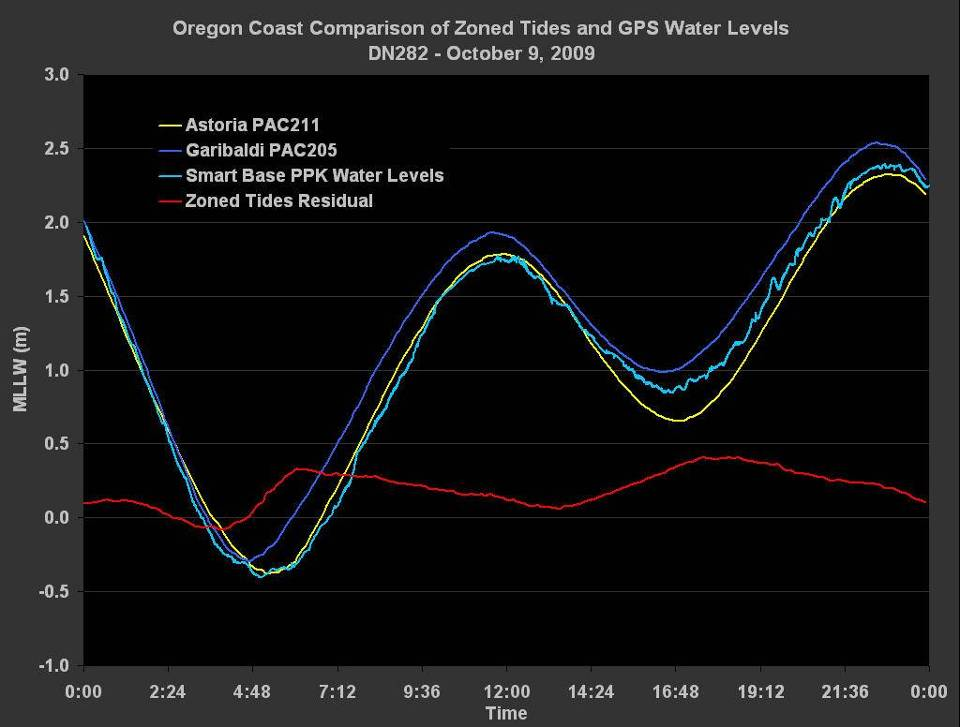 Oregon Coast Comparison of Zoned Tides and GPS Water Levels
DN282 - October 9, 2009
3.0
2.5
2.0
1.5
1.0
0.5
0.0
-0.5
-1.0
MLLW (m)
Astoria PAC211
Garibaldi PAC205
Smart Base PPK Water Levels
Zoned Tides Residual
0:00 2:24 4:48 7:12 9:36 12:00 14:24 16:48 19:12 21:36 0:00
Time